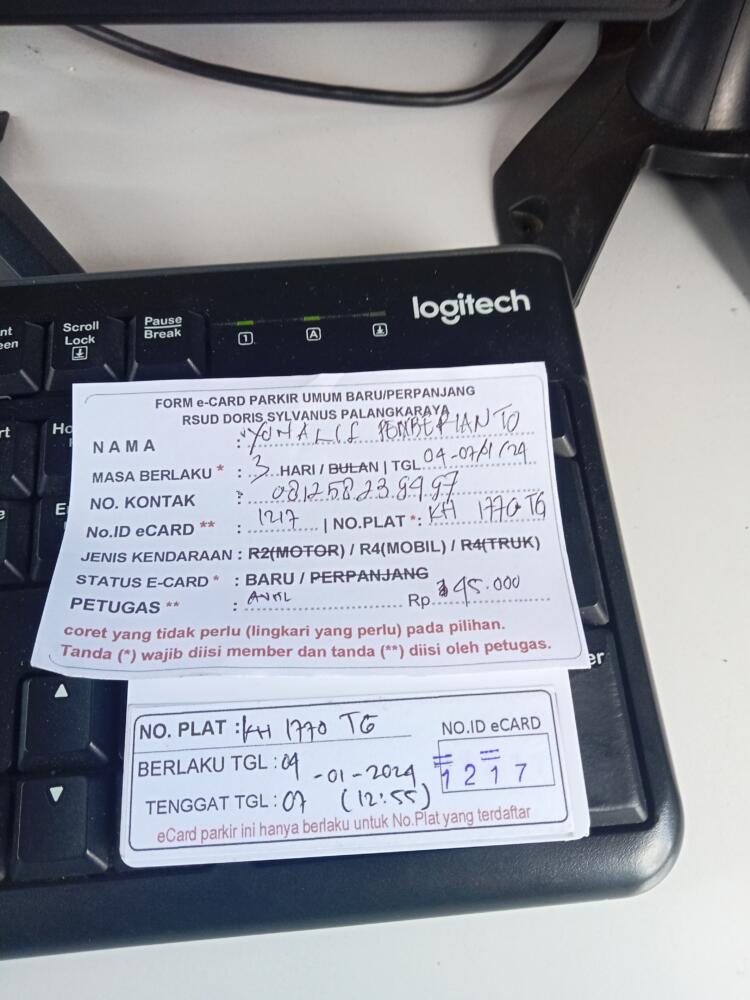 logitech
Scroll Lock
Pause Break
1 A
FORM e-CARD PARKIR UMUM BARU/PERPANJANG
RSUD DORIS SYLVANUS PALANGKARAYA
NAMA : PEMBERIANTO
MASA BERLAKU * : 3 HARI / BULAN | TGL 04-07/1/24
NO. KONTAK :
No.ID eCARD ** : 1217 | NO.PLAT *: KH 1770 TG
JENIS KENDARAAN : R2(MOTOR) / R4(MOBIL) / R4(TRUK)
STATUS E-CARD * : BARU / PERPANJANG
PETUGAS ** : Rp 45.000
coret yang tidak perlu (lingkari yang perlu) pada pilihan.
Tanda (*) wajib diisi member dan tanda (**) diisi oleh petugas.
NO. PLAT : KH 1770 TG NO.ID eCARD
BERLAKU TGL : 04 -01-2024 1217
TENGGAT TGL : 07 (12:55)
eCard parkir ini hanya berlaku untuk No.Plat yang terdaftar